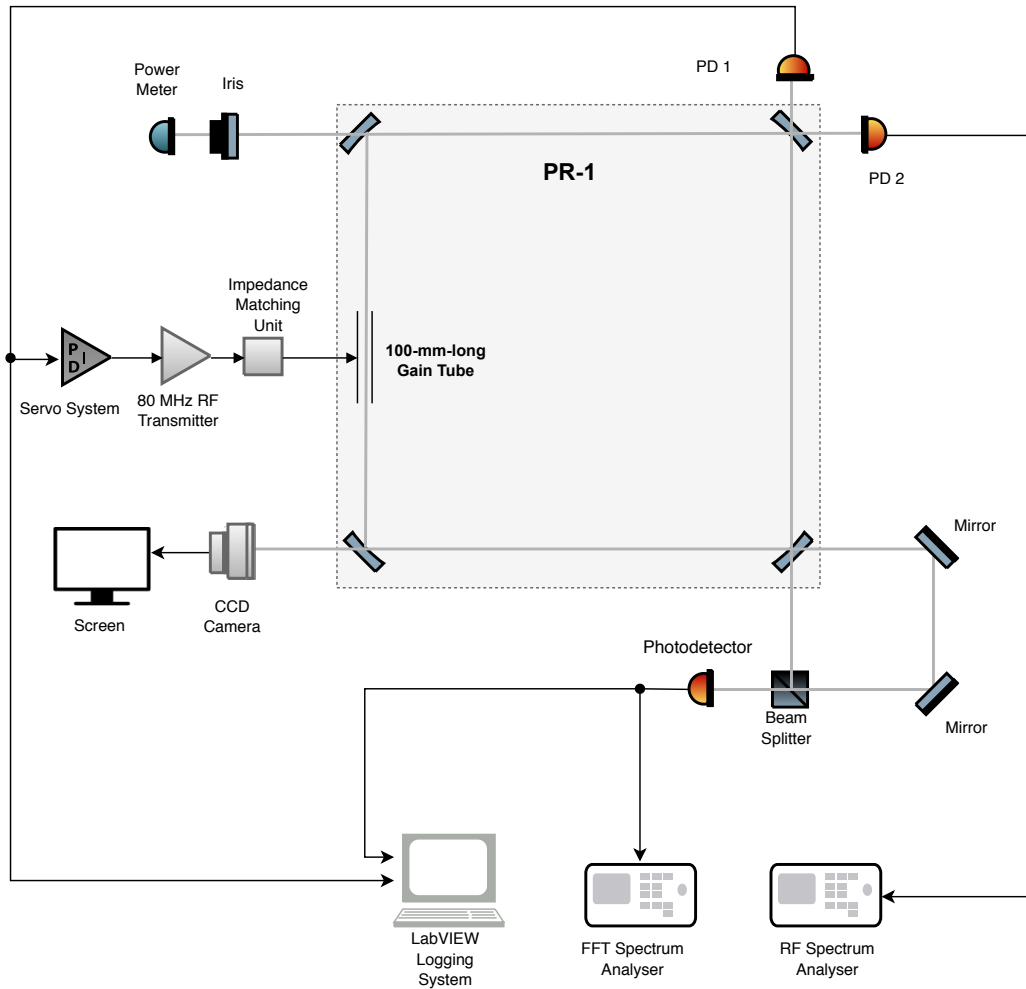 Power
Meter
Iris
PD 1
PR-1
PD 2
Impedance
Matching
Unit
100-mm-long
Gain Tube
P
I
D
Servo System
80 MHz RF
Transmitter
Mirror
Screen
CCD
Camera
Photodetector
Beam
Splitter
Mirror
LabVIEW
Logging
System
FFT Spectrum
Analyser
RF Spectrum
Analyser